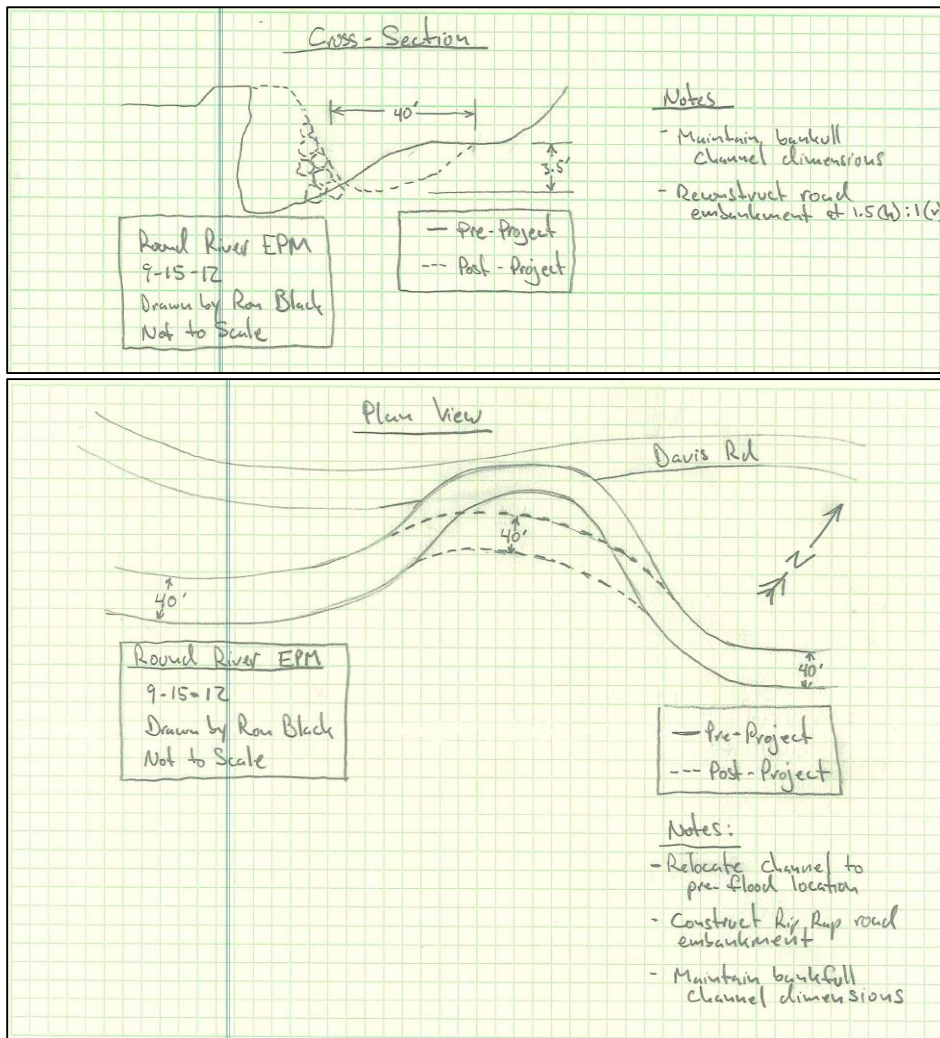 Cross-Section
40'
3.5'
Notes
- Maintain bankull
channel dimensions
- Reconstruct road
embankment at 1.5(h):1(v)
Round River EPM
9-15-12
Drawn by Ron Black
Not to Scale
— Pre-Project
--- Post-Project
Plan View
Davis Rd
40'
N
40'
40'
Round River EPM
9-15-12
Drawn by Ron Black
Not to Scale
— Pre-Project
--- Post-Project
Notes:
- Relocate channel to
pre-flood location
- Construct Rip Rap road
embankment
- Maintain bankfull
channel dimensions